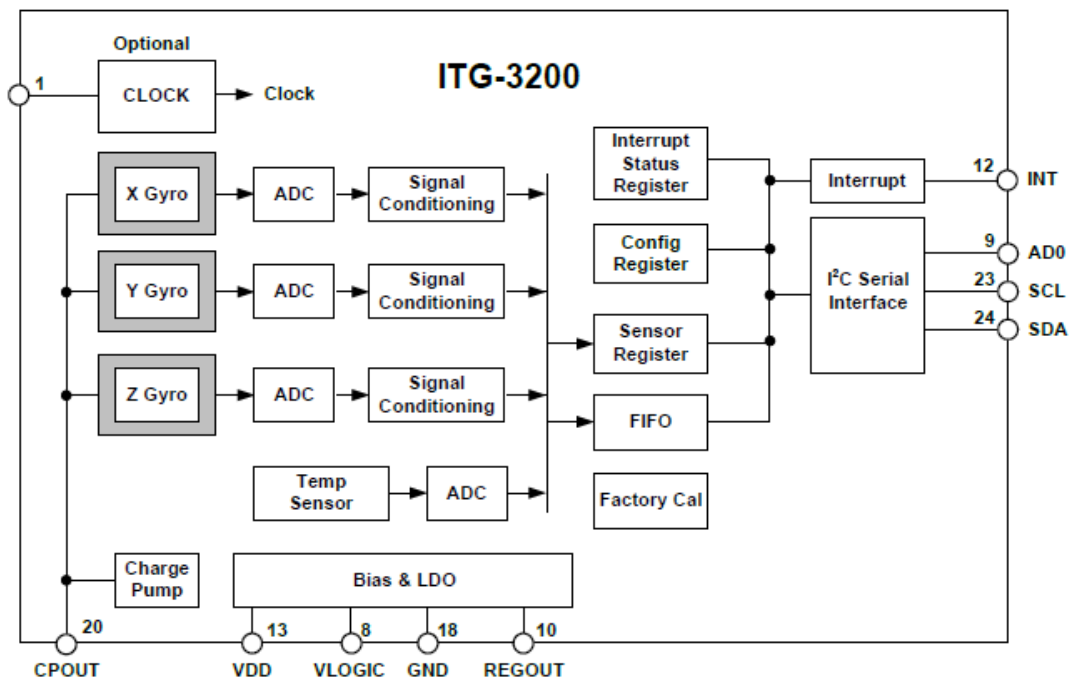 Optional
1
CLOCK
Clock
ITG-3200
Interrupt
Status
Register
Interrupt
12
INT
X Gyro
ADC
Signal
Conditioning
Config
Register
I²C Serial
Interface
9
AD0
23
SCL
24
SDA
Y Gyro
ADC
Signal
Conditioning
Sensor
Register
Z Gyro
ADC
Signal
Conditioning
FIFO
Temp
Sensor
ADC
Factory Cal
Charge
Pump
Bias & LDO
20
13
8
18
10
CPOUT
VDD
VLOGIC
GND
REGOUT